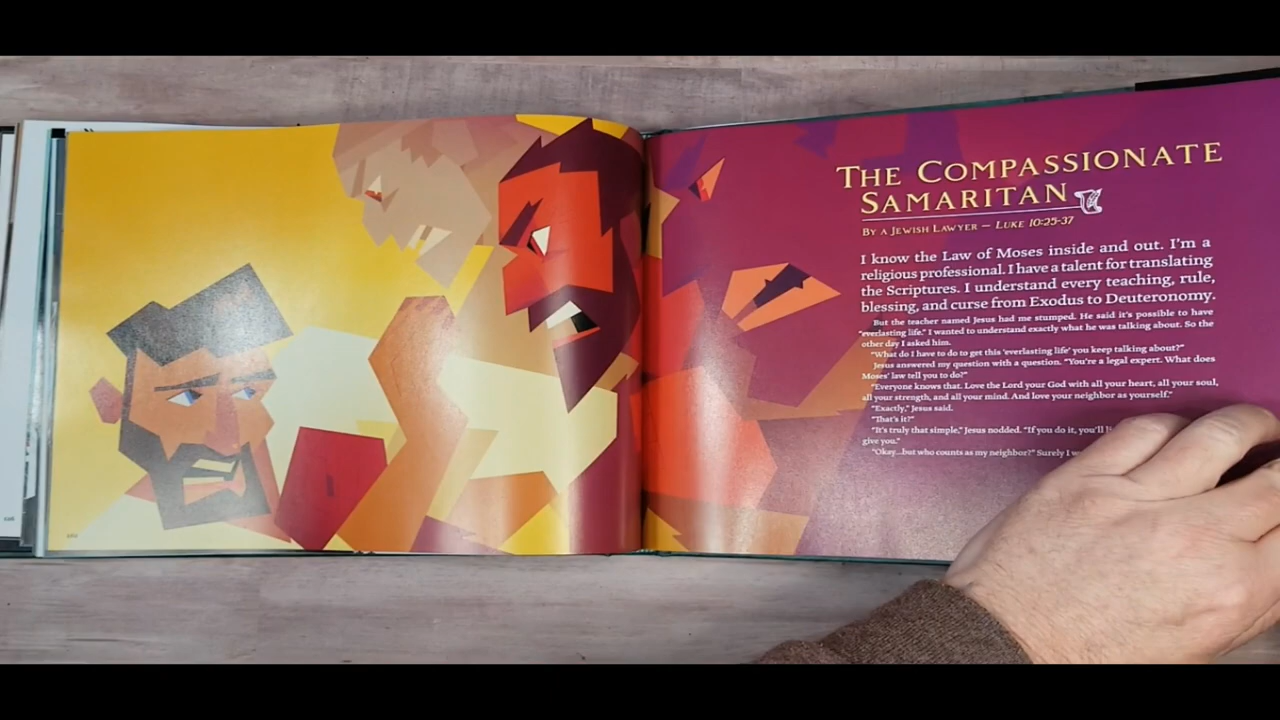 THE COMPASSIONATE
SAMARITAN
BY A JEWISH LAWYER — LUKE 10:25-37
I know the Law of Moses inside and out. I'm a
religious professional. I have a talent for translating
the Scriptures. I understand every teaching, rule,
blessing, and curse from Exodus to Deuteronomy.
But the teacher named Jesus had me stumped. He said it's possible to have
"everlasting life." I wanted to understand exactly what he was talking about. So the
other day I asked him.
"What do I have to do to get this 'everlasting life' you keep talking about?"
Jesus answered my question with a question. "You're a legal expert. What does
Moses' law tell you to do?"
"Everyone knows that. Love the Lord your God with all your heart, all your soul,
all your strength, and all your mind. And love your neighbor as yourself."
"Exactly," Jesus said.
"That's it?"
"It's truly that simple," Jesus nodded. "If you do it, you'll
give you."
"Okay...but who counts as my neighbor?" Surely I